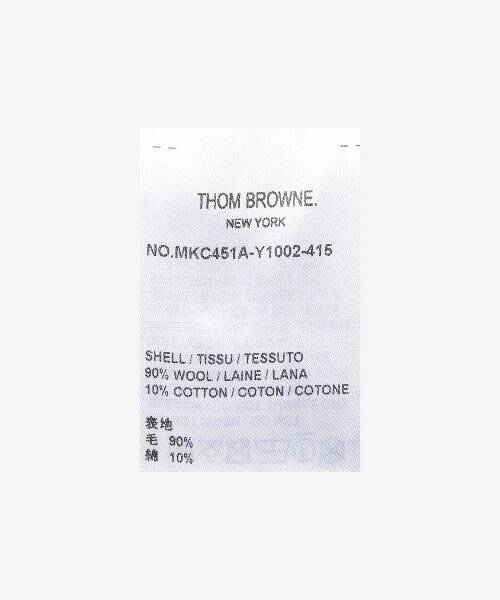 THOM BROWNE.
NEW YORK
NO.MKC451A-Y1002-415
SHELL / TISSU / TESSUTO
90% WOOL / LAINE / LANA
10% COTTON / COTON / COTONE
表地
毛 90%
綿 10%